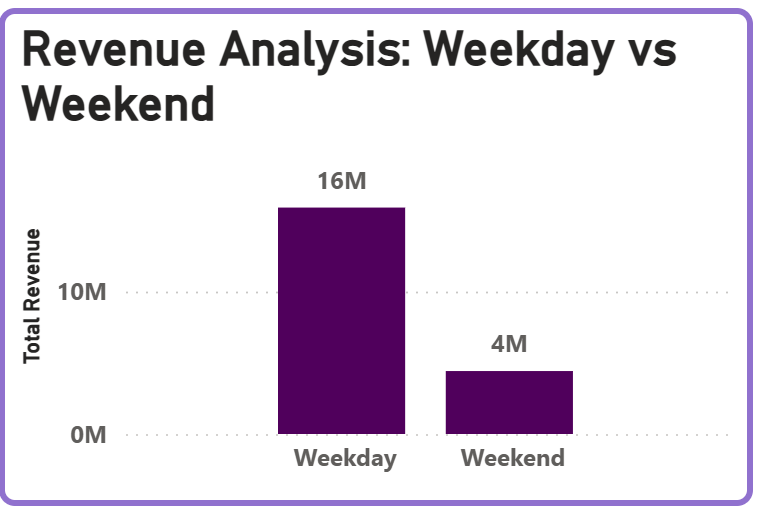 Revenue Analysis: Weekday vs
Weekend
16M
Total Revenue
10M
4M
0M
Weekday
Weekend